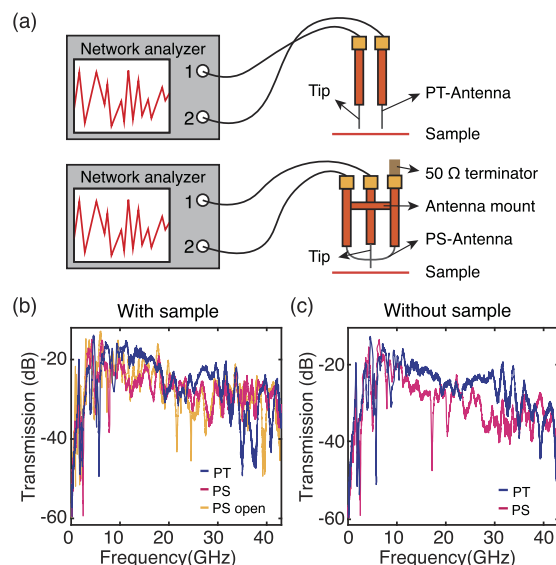 (a)
Network analyzer
1
2
Tip
PT-Antenna
Sample
Network analyzer
1
2
50 Ω terminator
Antenna mount
Tip
PS-Antenna
Sample
(b)
With sample
Transmission (dB)
-20
-40
-60
0
10
20
30
40
Frequency(GHz)
PT
PS
PS open
(c)
Without sample
Transmission (dB)
-20
-40
-60
0
10
20
30
40
Frequency(GHz)
PT
PS